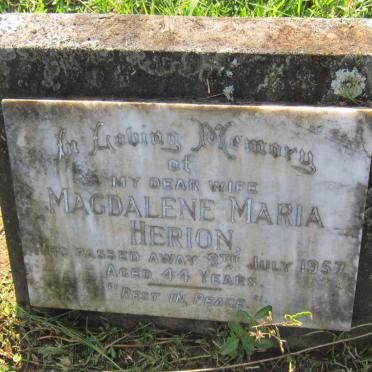 In Loving Memory
of
MY DEAR WIFE
MAGDALENE MARIA
HERION,
WHO PASSED AWAY 8TH JULY 1957.
AGED 44 YEARS.
"REST IN PEACE."